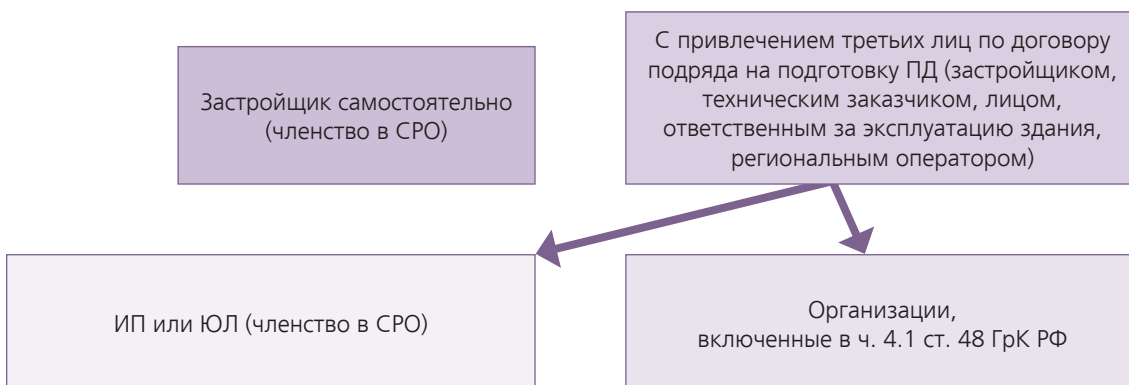 Застройщик самостоятельно
(членство в СРО)
С привлечением третьих лиц по договору
подряда на подготовку ПД (застройщиком,
техническим заказчиком, лицом,
ответственным за эксплуатацию здания,
региональным оператором)
ИП или ЮЛ (членство в СРО)
Организации,
включенные в ч. 4.1 ст. 48 ГрК РФ